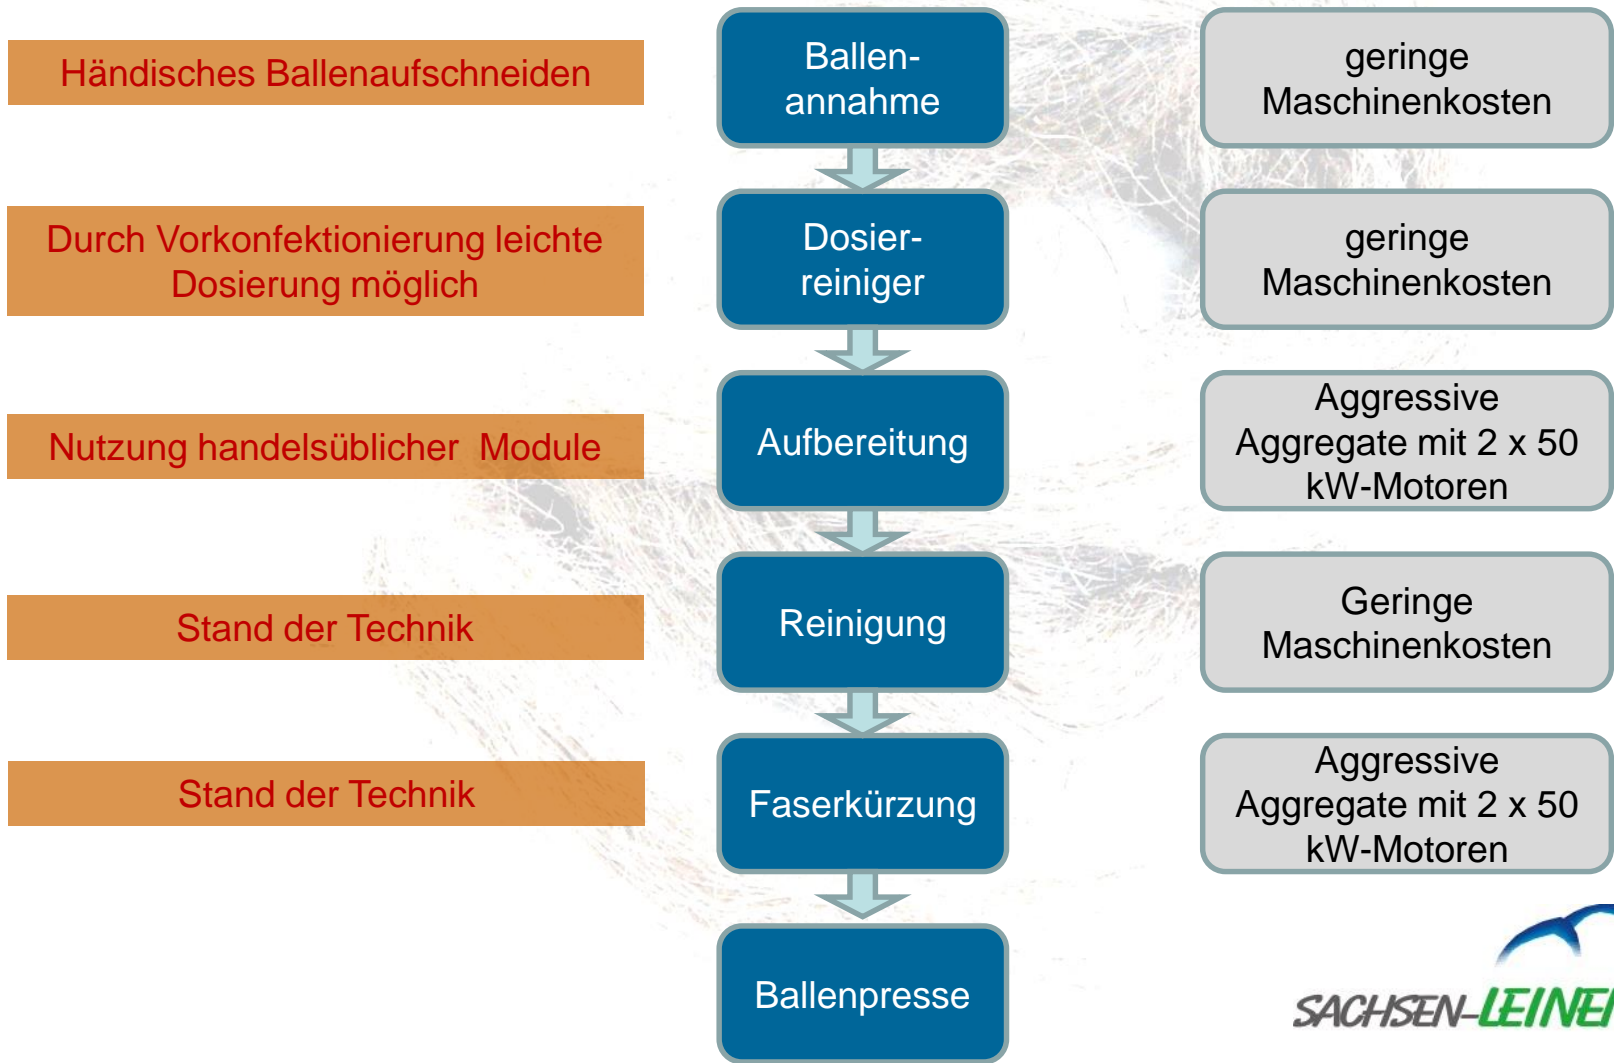 Händisches Ballenaufschneiden
Ballen-
annahme
geringe
Maschinenkosten
Durch Vorkonfektionierung leichte
Dosierung möglich
Dosier-
reiniger
geringe
Maschinenkosten
Nutzung handelsüblicher Module
Aufbereitung
Aggressive
Aggregate mit 2 x 50
kW-Motoren
Stand der Technik
Reinigung
Geringe
Maschinenkosten
Stand der Technik
Faserkürzung
Aggressive
Aggregate mit 2 x 50
kW-Motoren
Ballenpresse
SACHSEN-LEINE